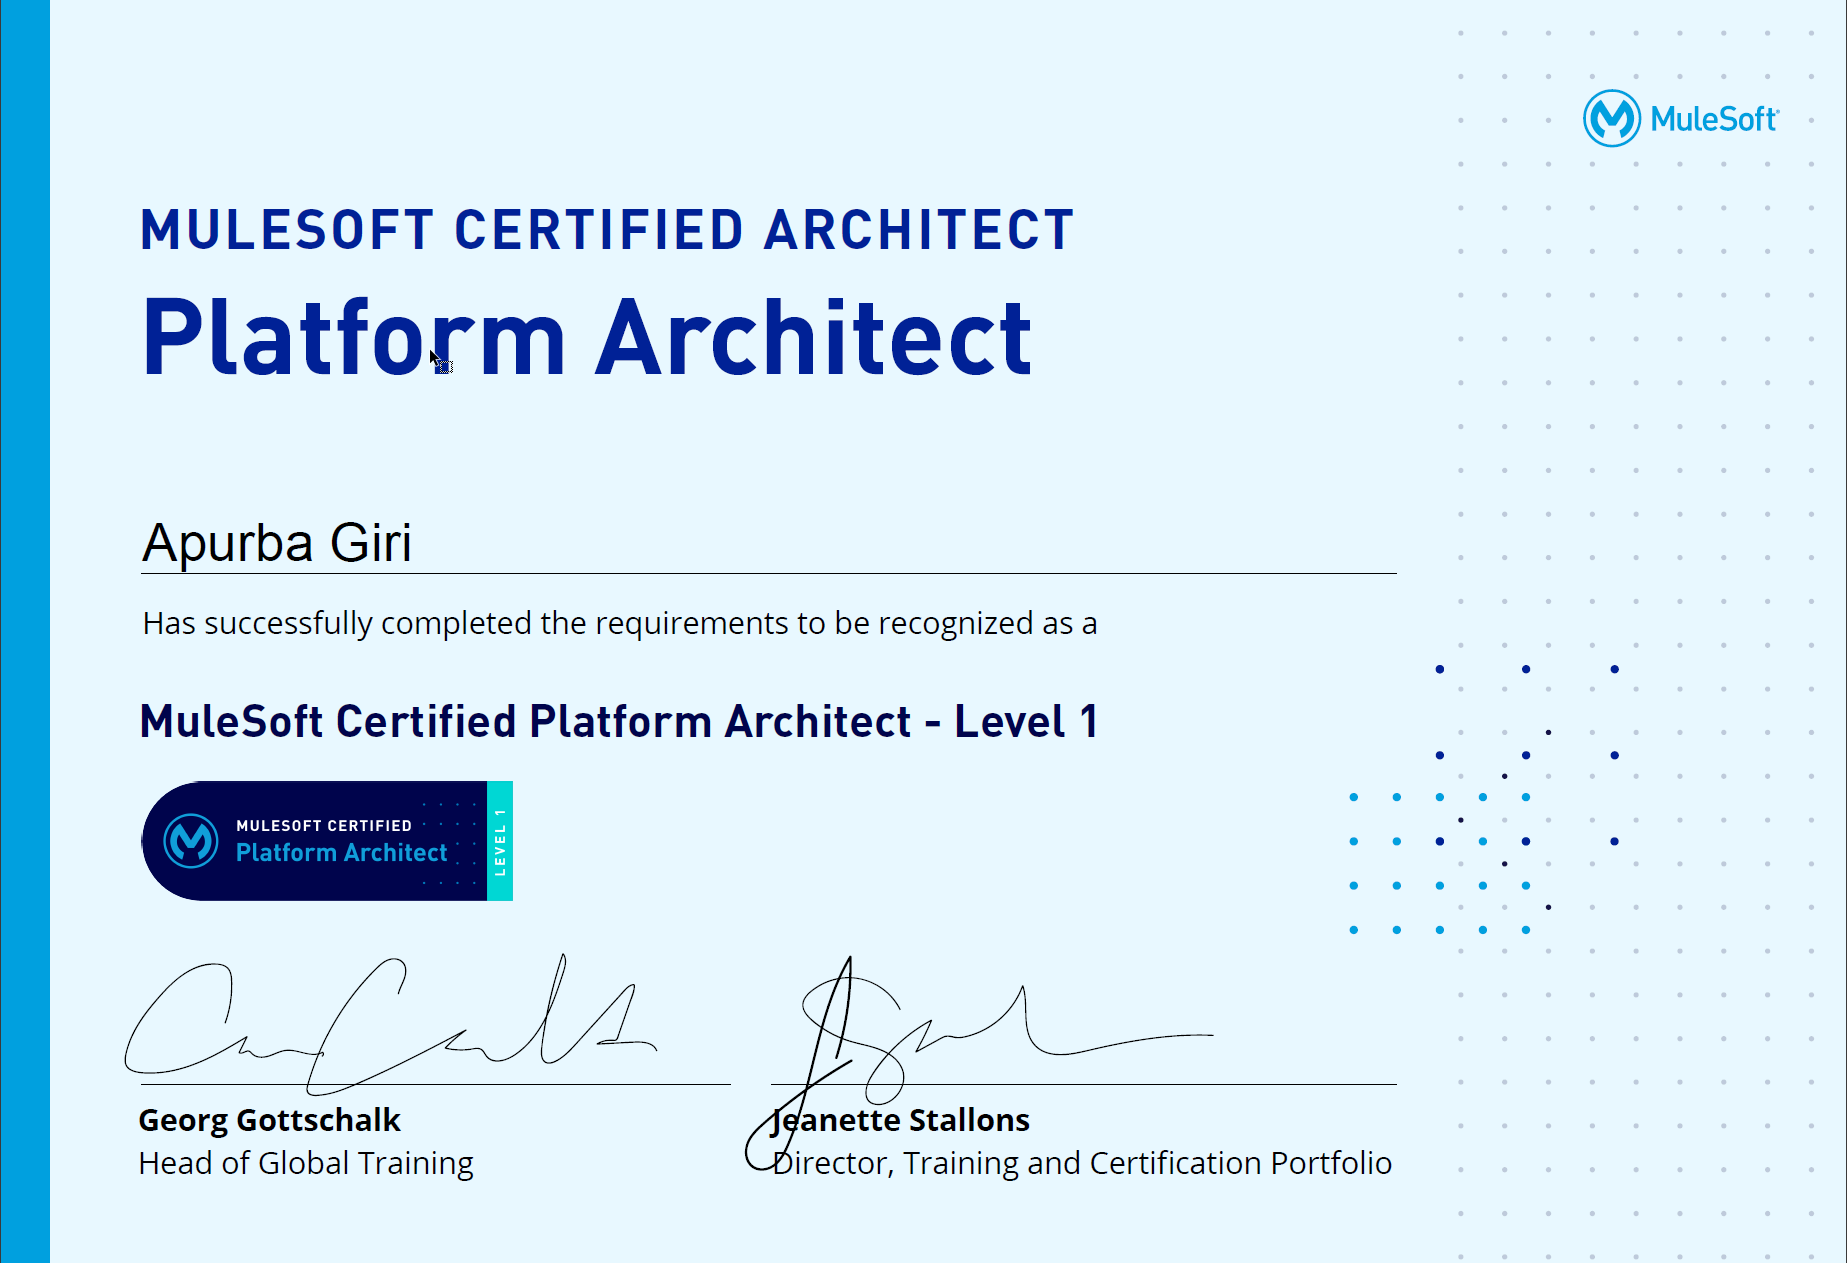 MuleSoft
MULESOFT CERTIFIED ARCHITECT
Platform Architect
Apurba Giri
Has successfully completed the requirements to be recognized as a
MuleSoft Certified Platform Architect - Level 1
MULESOFT CERTIFIED
Platform Architect
LEVEL 1
Georg Gottschalk
Head of Global Training
Jeanette Stallons
Director, Training and Certification Portfolio